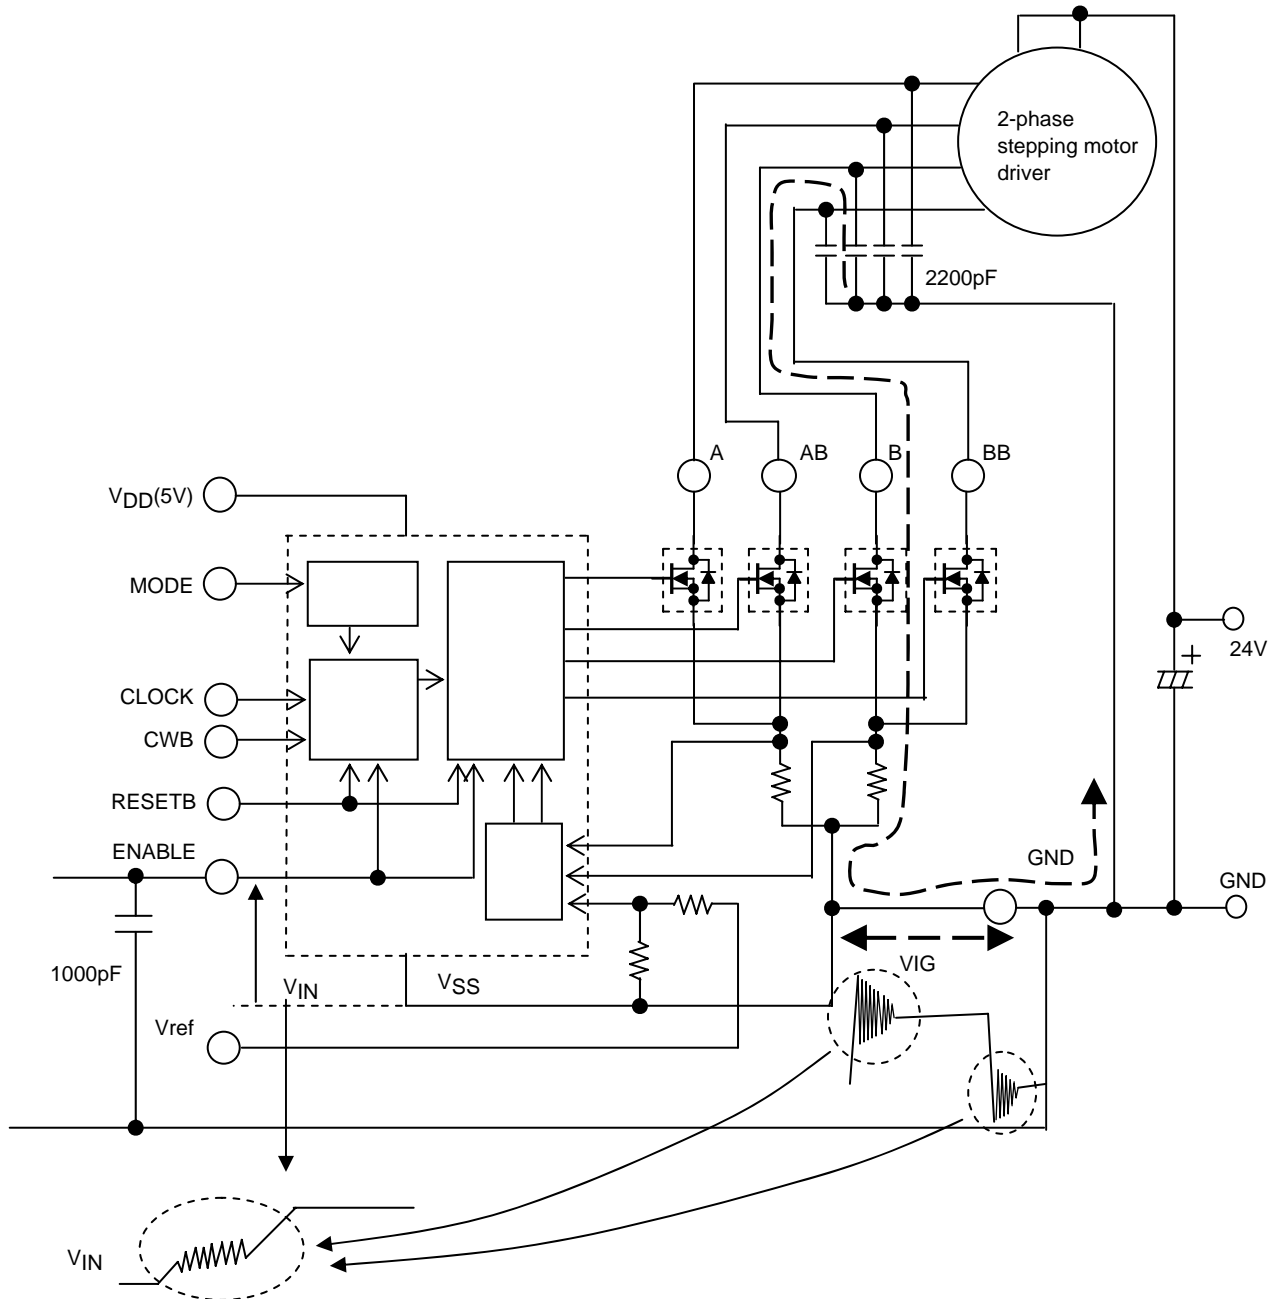 2-phase
stepping motor
driver
2200pF
A
AB
B
BB
VDD(5V)
MODE
CLOCK
CWB
RESETB
ENABLE
24V
+
GND
GND
1000pF
VIN
VSS
VIG
Vref
VIN